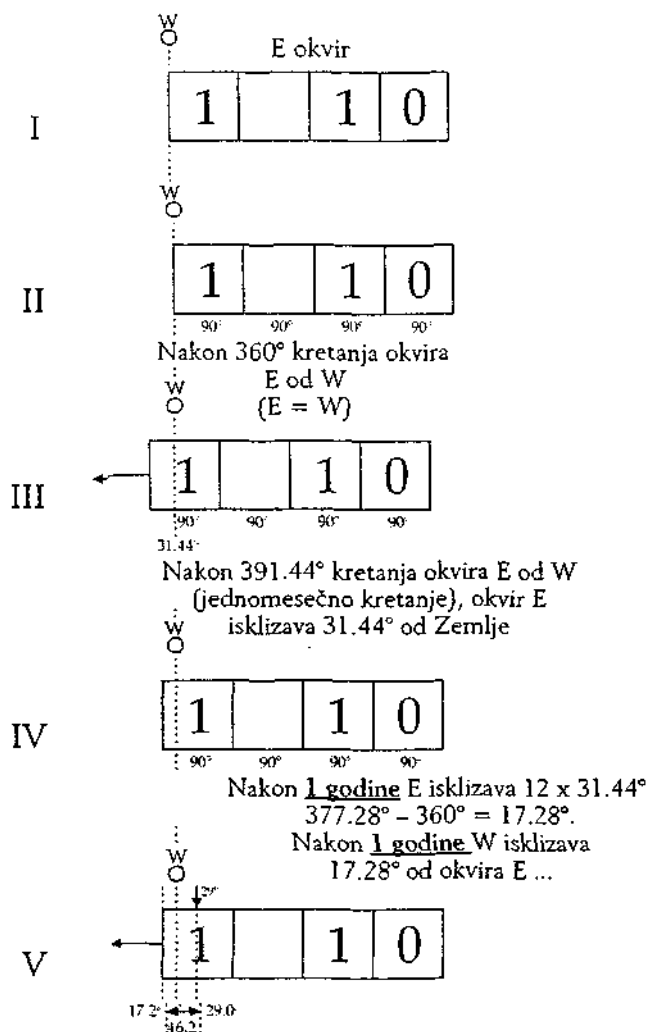 W
E okvir
I
1 1 0
W
II
1 1 0
90° 90° 90° 90°
Nakon 360° kretanja okvira
E od W
(E = W)
W
III
1 1 0
90° 90° 90° 90°
31.44°
Nakon 391.44° kretanja okvira E od W
(jednomesečno kretanje), okvir E
isklizava 31.44° od Zemlje
W
IV
1 1 0
90° 90° 90° 90°
Nakon 1 godine E isklizava 12 x 31.44°
377.28° – 360° = 17.28°.
Nakon 1 godine W isklizava
17.28° od okvira E ...
W
29°
V
1 1 0
17.2° 29.0°
46.2